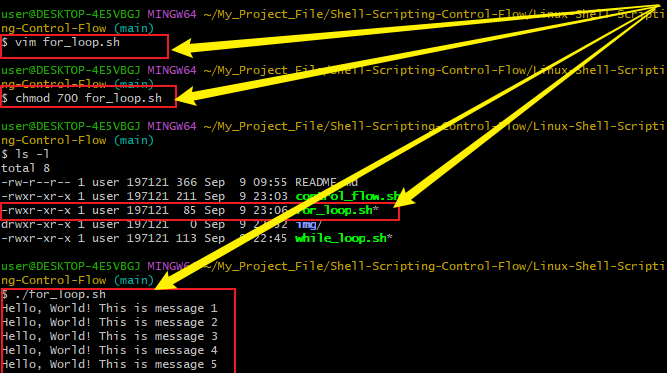 user@DESKTOP-4E5VBGJ MINGW64 ~/My_Project_File/Shell-Scripting-Control-Flow/Linux-Shell-Scripti
ng-Control-Flow (main)
$ vim for_loop.sh
user@DESKTOP-4E5VBGJ MINGW64 ~/My_Project_File/Shell-Scripting-Control-Flow/Linux-Shell-Scripti
ng-Control-Flow (main)
$ chmod 700 for_loop.sh
user@DESKTOP-4E5VBGJ MINGW64 ~/My_Project_File/Shell-Scripting-Control-Flow/Linux-Shell-Scripti
ng-Control-Flow (main)
$ ls -l
total 8
-rw-r--r-- 1 user 197121 366 Sep  9 09:55 README.md
-rwxr-xr-x 1 user 197121 211 Sep  9 23:03 control_flow.sh
-rwxr-xr-x 1 user 197121  85 Sep  9 23:06 for_loop.sh*
drwxr-xr-x 1 user 197121   0 Sep  9 img/
-rwxr-xr-x 1 user 197121 113 Sep  9 22:45 while_loop.sh*
user@DESKTOP-4E5VBGJ MINGW64 ~/My_Project_File/Shell-Scripting-Control-Flow/Linux-Shell-Scripti
ng-Control-Flow (main)
$ ./for_loop.sh
Hello, World! This is message 1
Hello, World! This is message 2
Hello, World! This is message 3
Hello, World! This is message 4
Hello, World! This is message 5